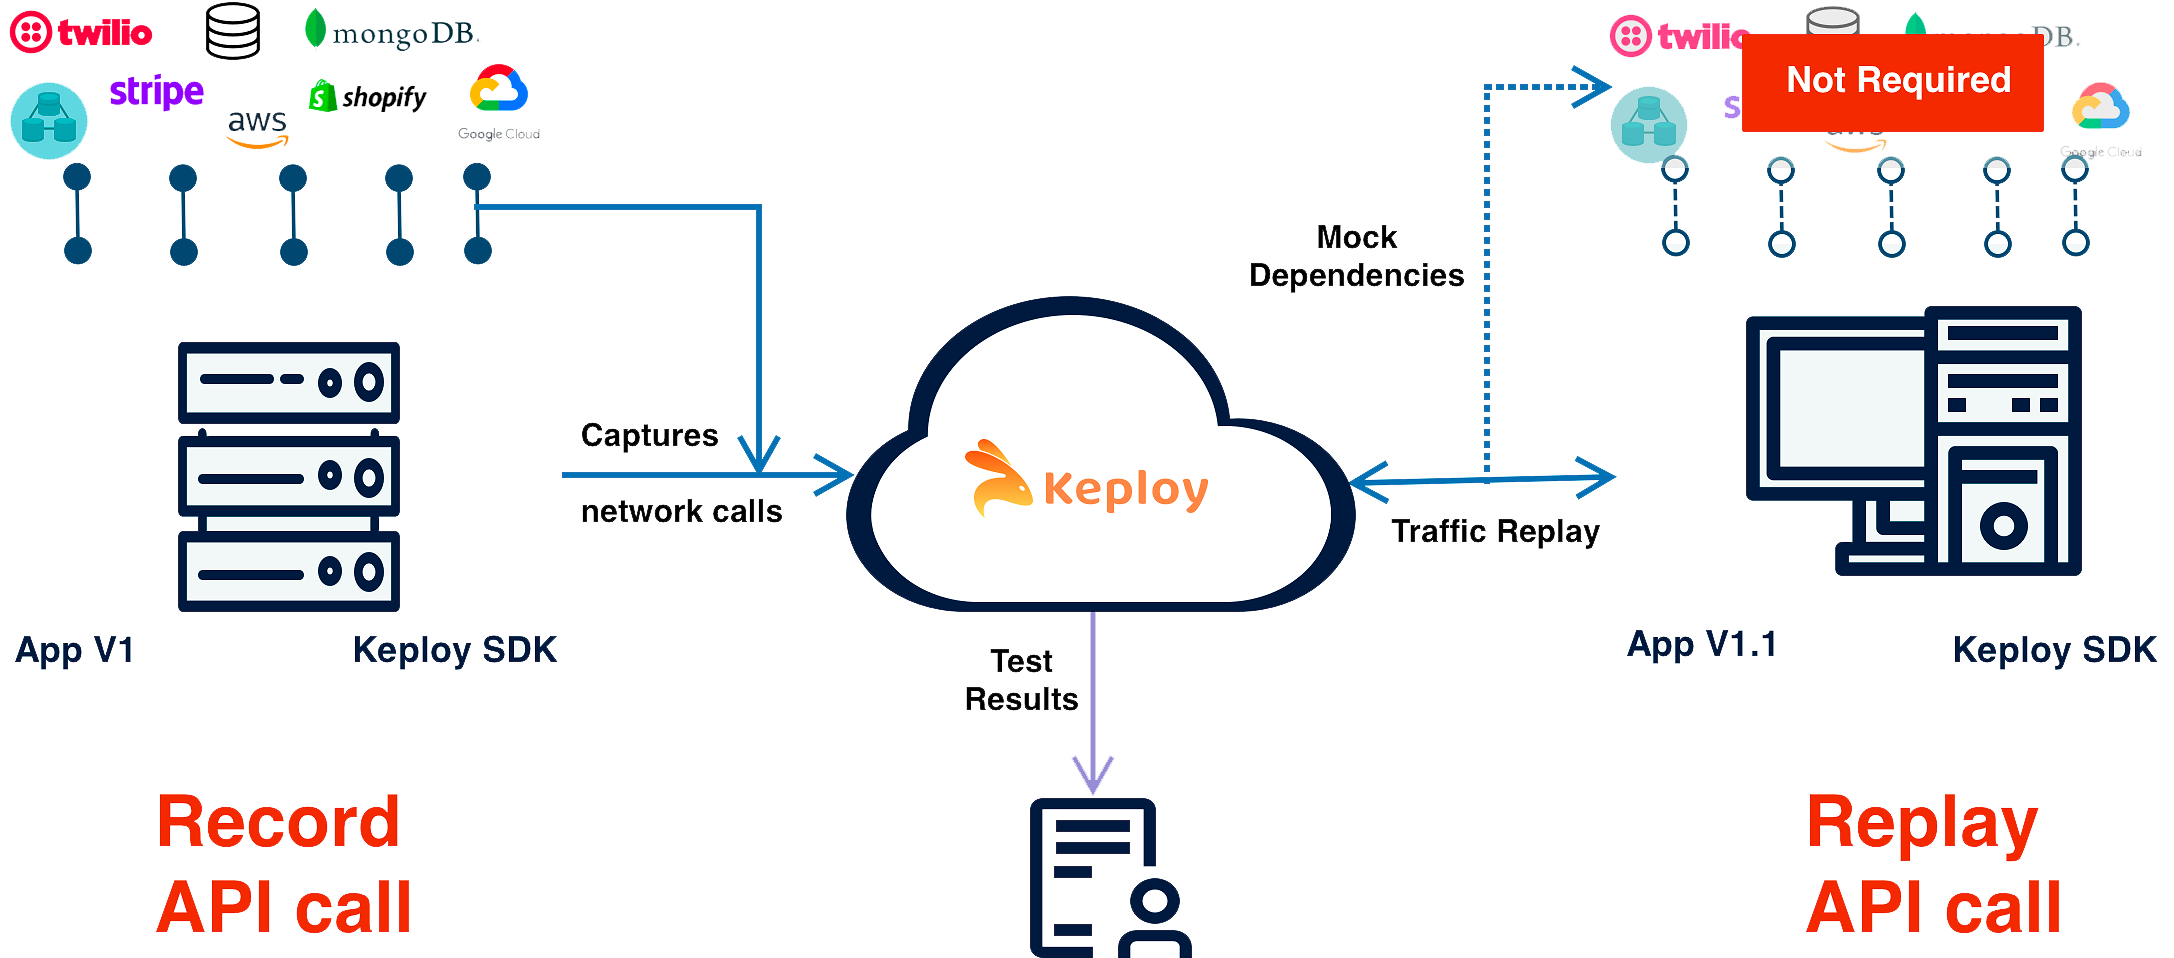 twilio
mongoDB.
stripe
shopify
aws
Google Cloud
Captures
network calls
App V1
Keploy SDK
Record
API call
Keploy
Test
Results
Mock
Dependencies
Traffic Replay
twilio
DB.
Not Required
aws
Google Cloud
App V1.1
Keploy SDK
Replay
API call